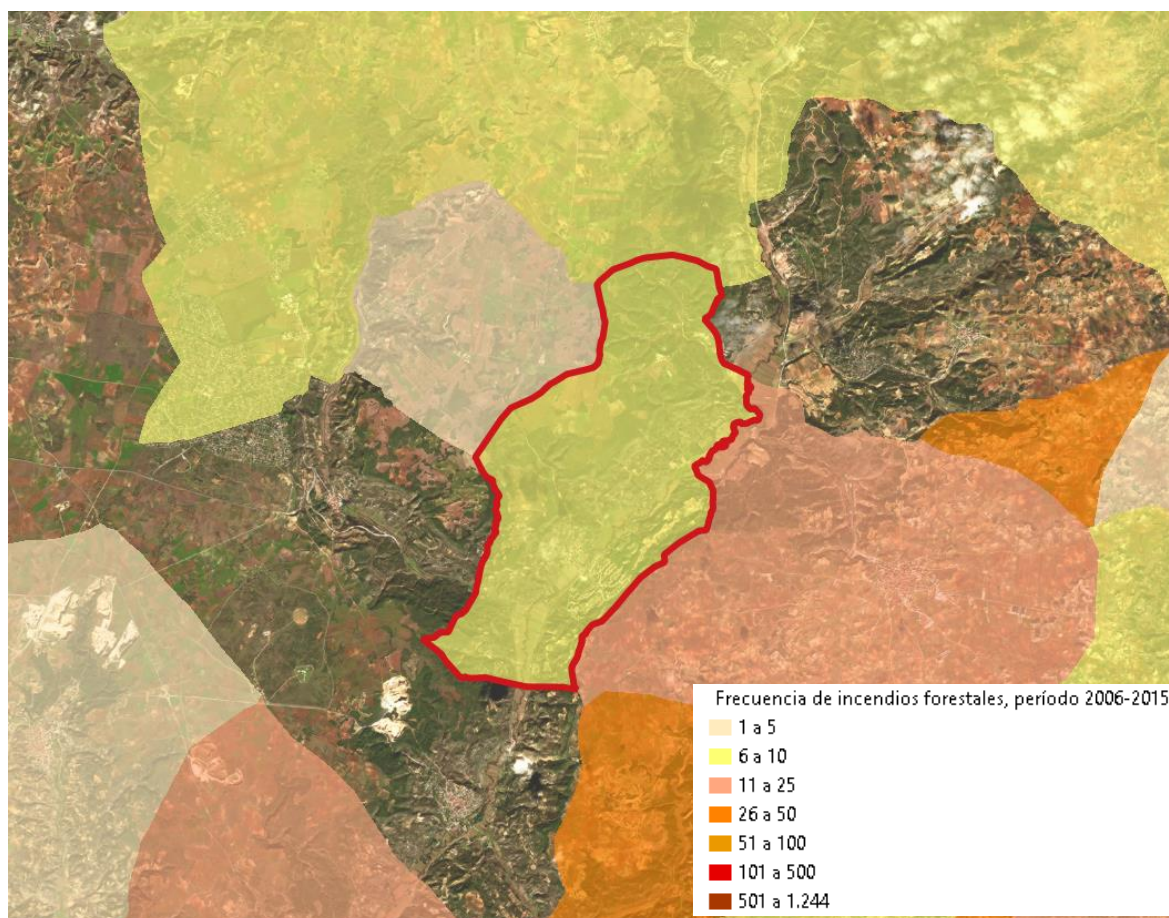 Frecuencia de incendios forestales, período 2006-2015
1 a 5
6 a 10
11 a 25
26 a 50
51 a 100
101 a 500
501 a 1.244